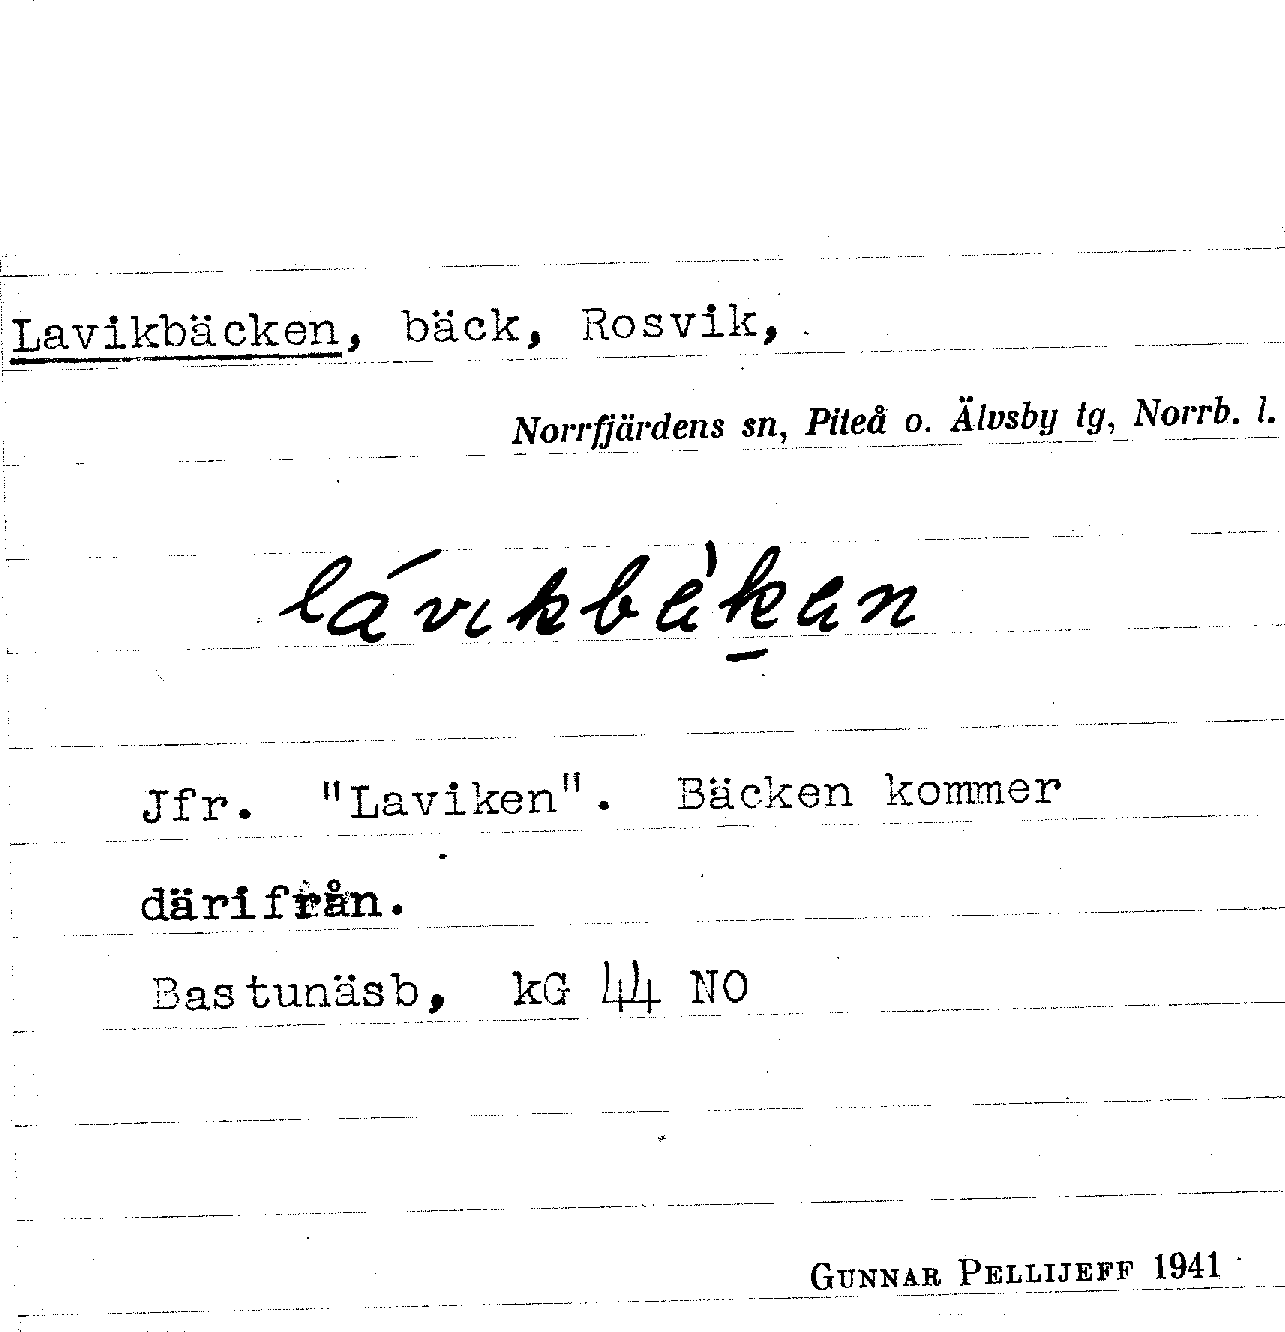 Lavikbäcken, bäck, Rosvik,
Norrfjärdens sn, Piteå o. Älvsby tg, Norrb. l.
Jfr. "Laviken". Bäcken kommer
därifrån.
Bastunäsb, kG 44 NO
GUNNAR PELLIJEFF 1941